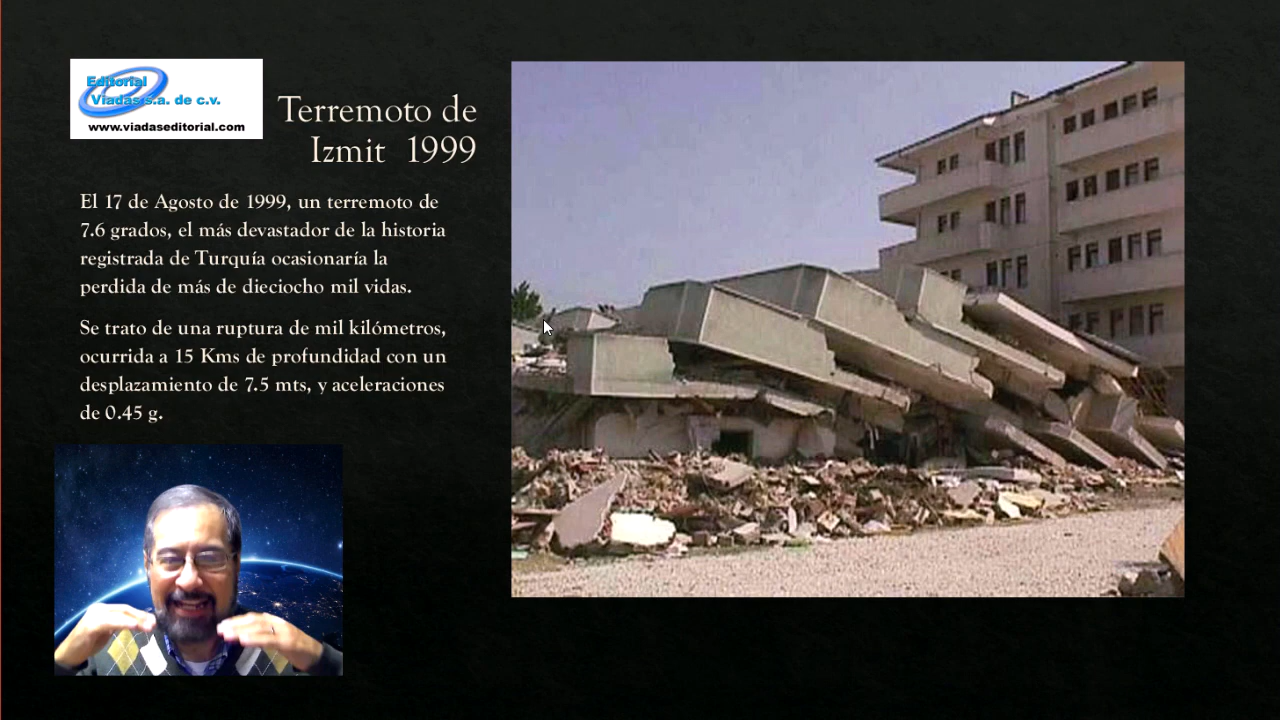 Editorial
Viadas s.a. de c.v.
www.viadaseditorial.com
Terremoto de
Izmit 1999
El 17 de Agosto de 1999, un terremoto de
7.6 grados, el más devastador de la historia
registrada de Turquía ocasionaría la
perdida de más de dieciocho mil vidas.
Se trato de una ruptura de mil kilómetros,
ocurrida a 15 Kms de profundidad con un
desplazamiento de 7.5 mts, y aceleraciones
de 0.45 g.